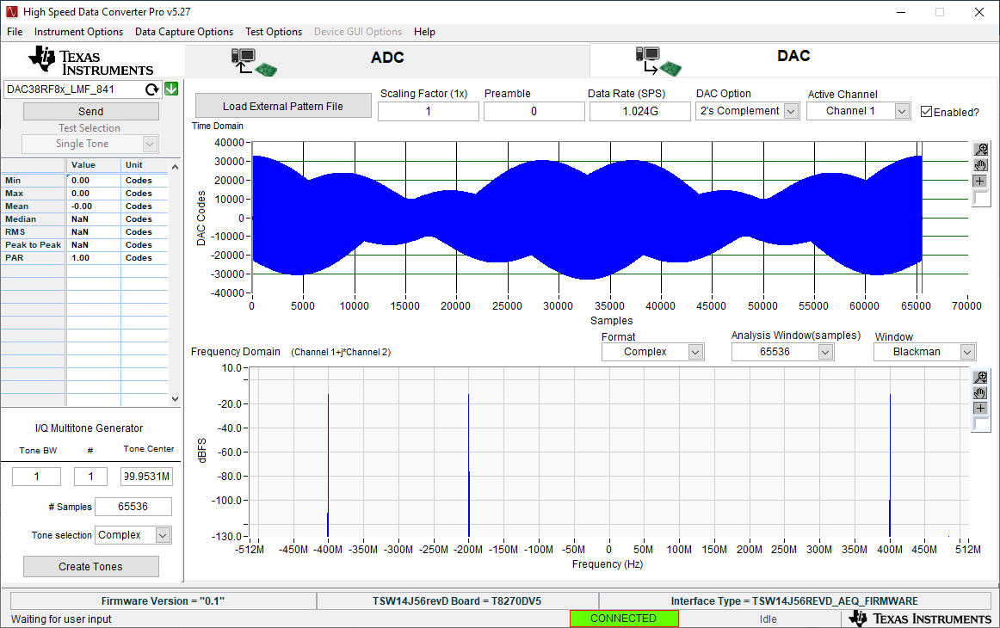 High Speed Data Converter Pro v5.27
File Instrument Options Data Capture Options Test Options Device GUI Options Help
TEXAS INSTRUMENTS
ADC
DAC
DAC38RF8x_LMF_841
Send
Test Selection
Single Tone
Value Unit
Min 0.00 Codes
Max 0.00 Codes
Mean -0.00 Codes
Median NaN Codes
RMS NaN Codes
Peak to Peak NaN Codes
PAR 1.00 Codes
I/Q Multitone Generator
Tone BW # Tone Center
1 1 99.9531M
# Samples 65536
Tone selection Complex
Create Tones
Load External Pattern File
Scaling Factor (1x) Preamble Data Rate (SPS) DAC Option Active Channel
1 0 1.024G 2's Complement Channel 1 Enabled?
Time Domain
DAC Codes
40000
30000
20000
10000
0
-10000
-20000
-30000
-40000
0 5000 10000 15000 20000 25000 30000 35000 40000 45000 50000 55000 60000 65000 70000
Samples
Format Analysis Window(samples) Window
Complex 65536 Blackman
Frequency Domain (Channel 1+j*Channel 2)
dBFS
10.0
-20.0
-40.0
-60.0
-80.0
-100.0
-130.0
-512M -450M -400M -350M -300M -250M -200M -150M -100M -50M 0 50M 100M 150M 200M 250M 300M 350M 400M 450M 512M
Frequency (Hz)
Firmware Version = "0.1" TSW14J56revD Board = T8270DV5 Interface Type = TSW14J56REVD_AEQ_FIRMWARE
Waiting for user input CONNECTED Idle TEXAS INSTRUMENTS